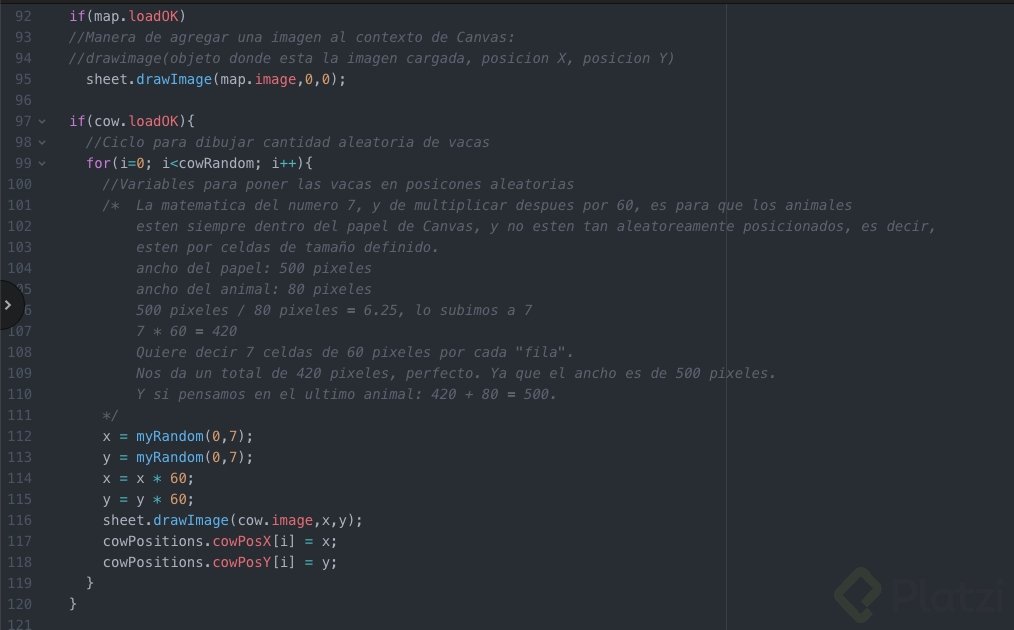 92 if(map.loadOK)
93 //Manera de agregar una imagen al contexto de Canvas:
94 //drawimage(objeto donde esta la imagen cargada, posicion X, posicion Y)
95 sheet.drawImage(map.image,0,0);
96
97 if(cow.loadOK){
98 //Ciclo para dibujar cantidad aleatoria de vacas
99 for(i=0; i<cowRandom; i++){
100 //Variables para poner las vacas en posicones aleatorias
101 /* La matematica del numero 7, y de multiplicar despues por 60, es para que los animales
102 esten siempre dentro del papel de Canvas, y no esten tan aleatoreamente posicionados, es decir,
103 esten por celdas de tamaño definido.
104 ancho del papel: 500 pixeles
05 ancho del animal: 80 pixeles
6 500 pixeles / 80 pixeles = 6.25, lo subimos a 7
107 7 * 60 = 420
108 Quiere decir 7 celdas de 60 pixeles por cada "fila".
109 Nos da un total de 420 pixeles, perfecto. Ya que el ancho es de 500 pixeles.
110 Y si pensamos en el ultimo animal: 420 + 80 = 500.
111 */
112 x = myRandom(0,7);
113 y = myRandom(0,7);
114 x = x * 60;
115 y = y * 60;
116 sheet.drawImage(cow.image,x,y);
117 cowPositions.cowPosX[i] = x;
118 cowPositions.cowPosY[i] = y;
119 }
120 }
121
Platzi